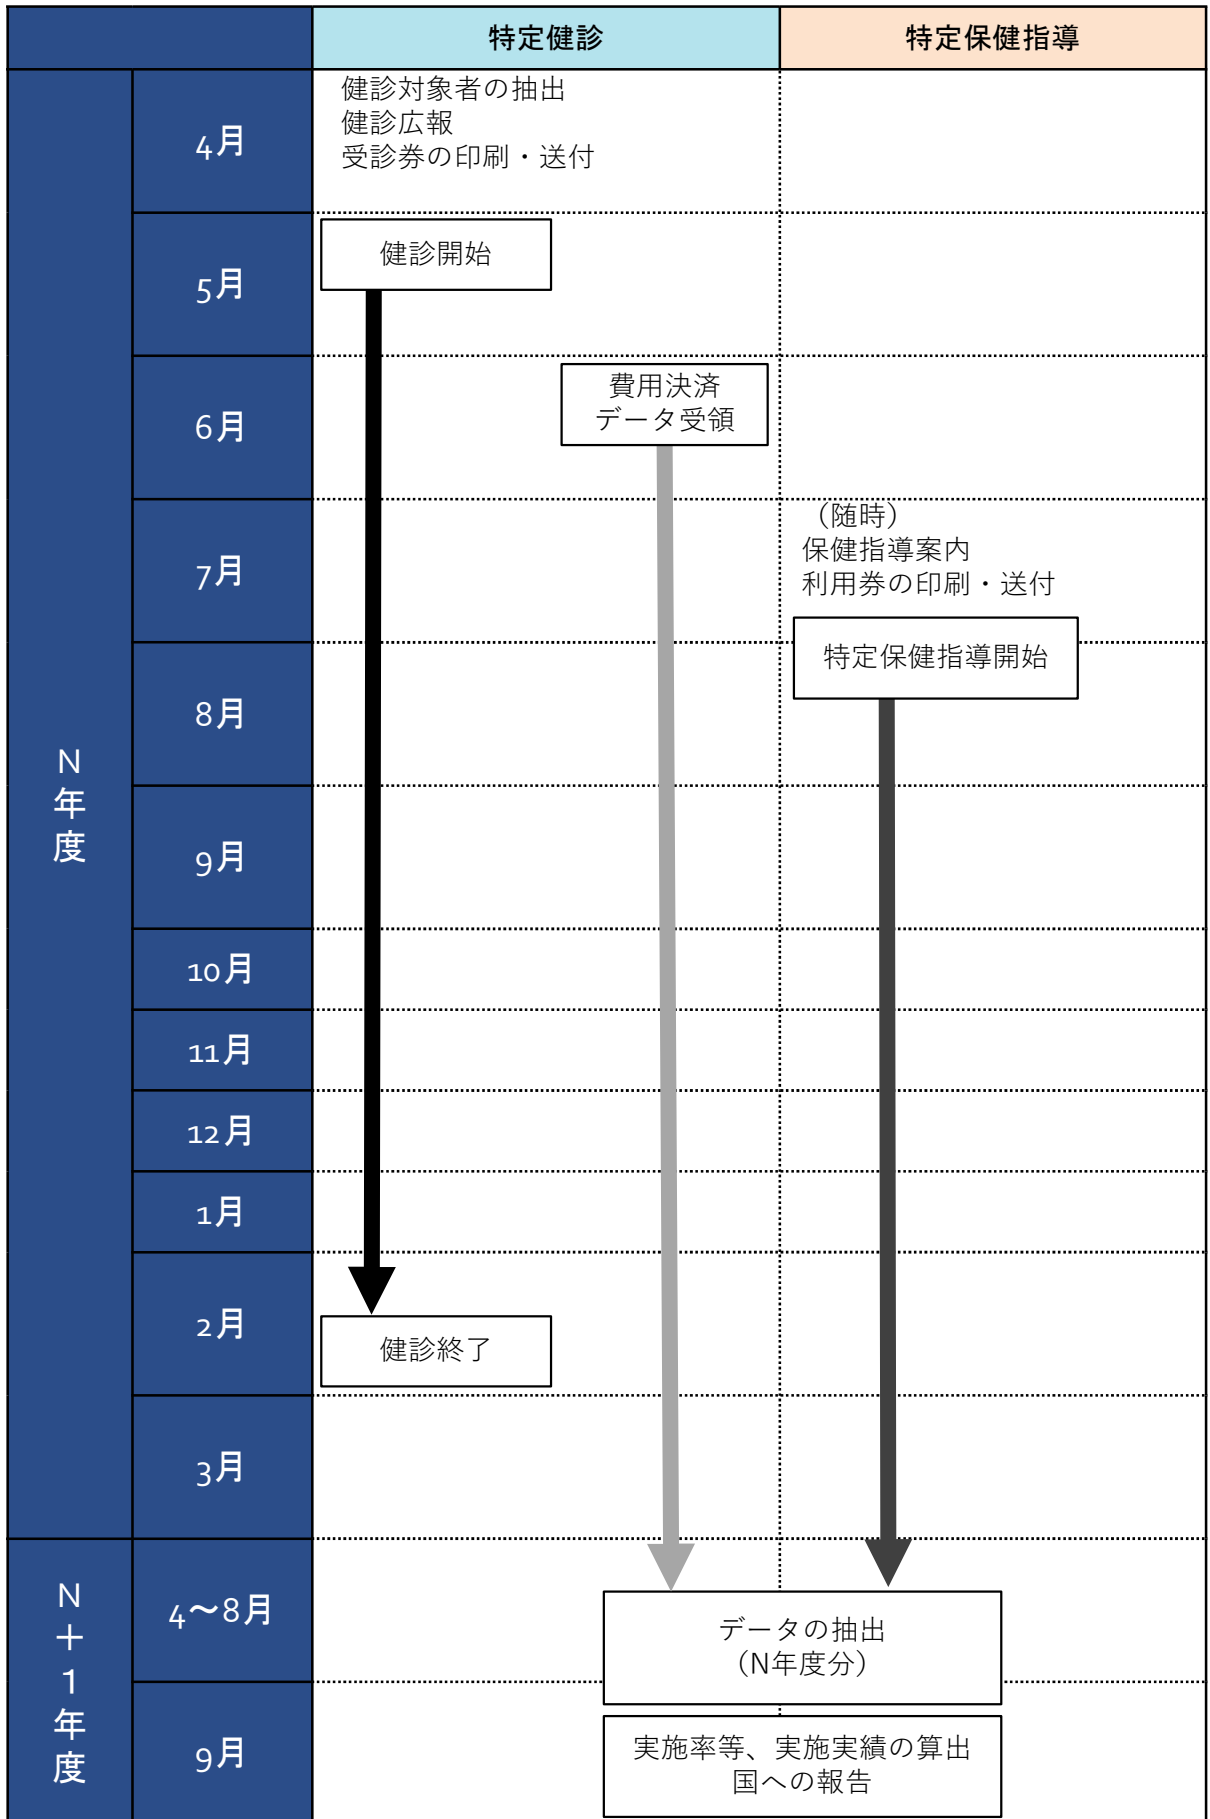 特定健診
特定保健指導
N年度
4月
健診対象者の抽出
健診広報
受診券の印刷・送付
5月
健診開始
6月
費用決済
データ受領
7月
（随時）
保健指導案内
利用券の印刷・送付
特定保健指導開始
8月
9月
10月
11月
12月
1月
2月
健診終了
3月
N＋1年度
4～8月
データの抽出
（N年度分）
9月
実施率等、実施実績の算出
国への報告